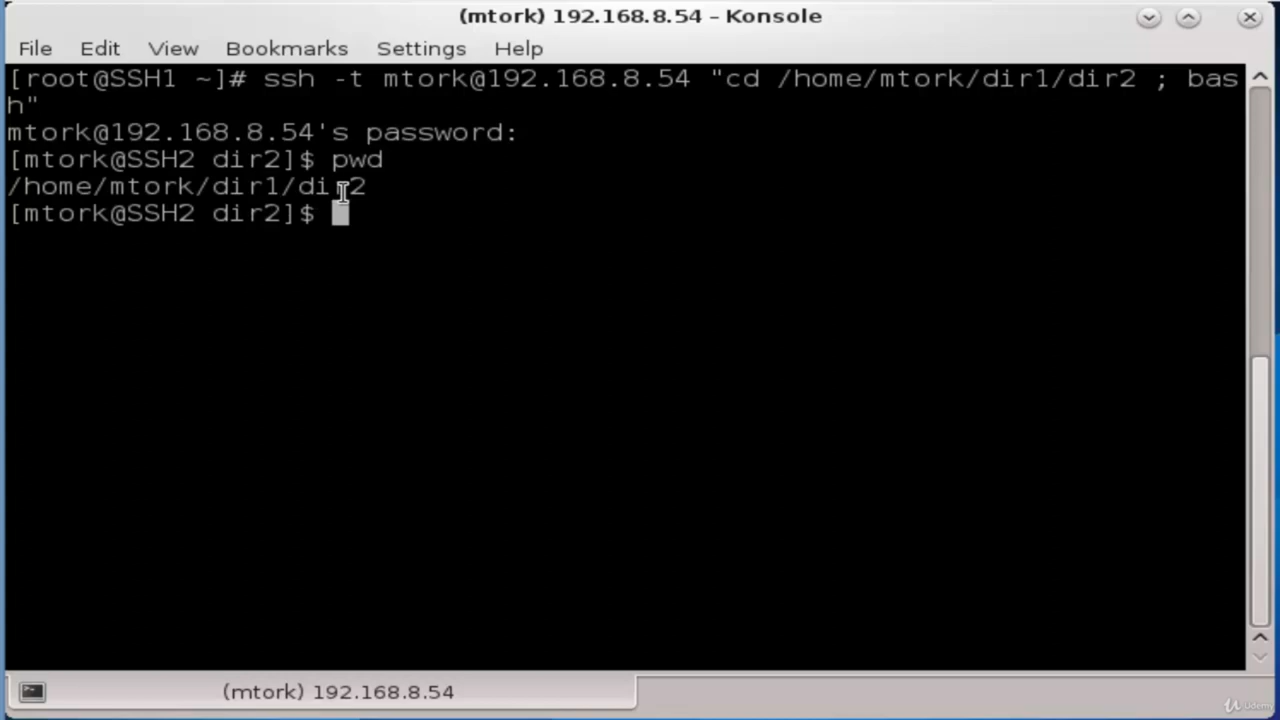 (mtork) 192.168.8.54 – Konsole
File Edit View Bookmarks Settings Help
[root@SSH1 ~]# ssh -t mtork@192.168.8.54 "cd /home/mtork/dir1/dir2 ; bas
h"
mtork@192.168.8.54's password:
[mtork@SSH2 dir2]$ pwd
/home/mtork/dir1/dir2
[mtork@SSH2 dir2]$
(mtork) 192.168.8.54
Udemy